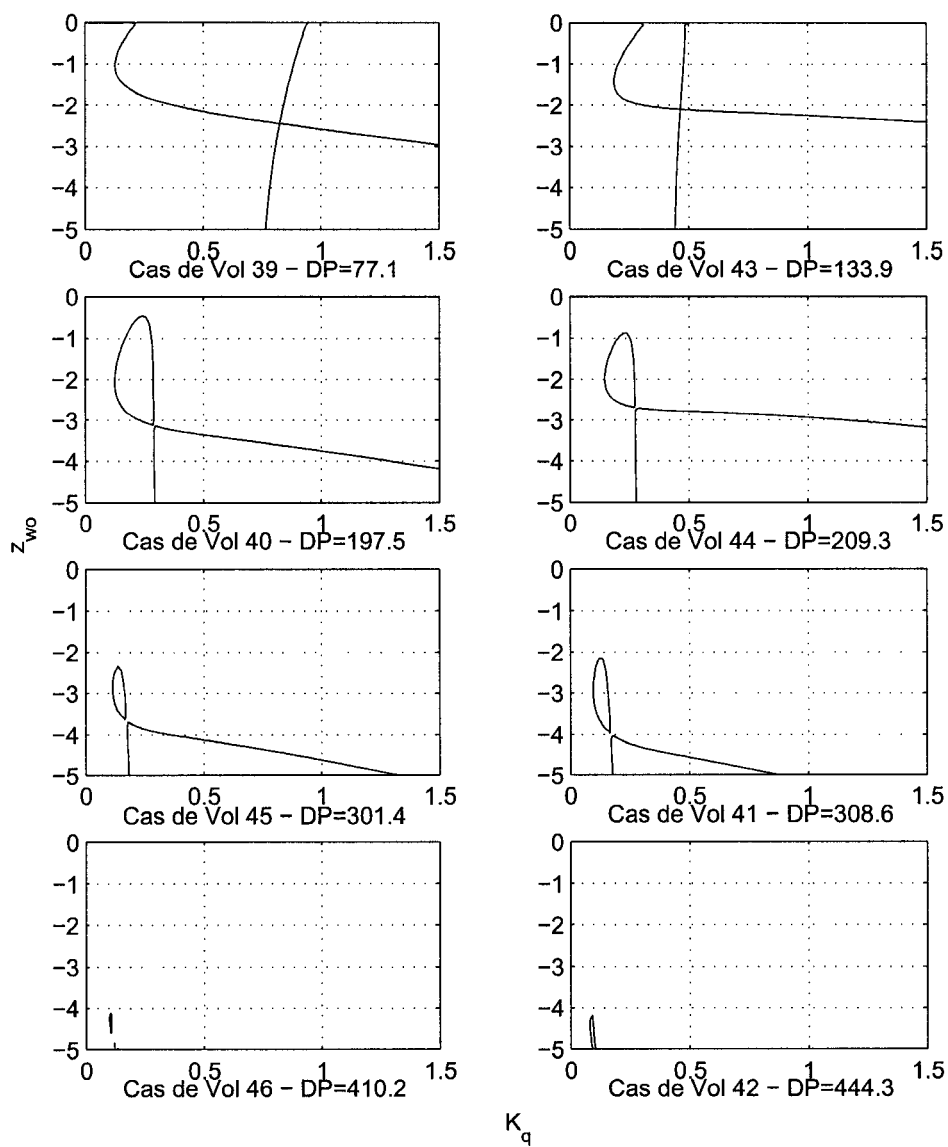 0
−1
−2
−3
−4
−5
0 0.5 1 1.5
Cas de Vol 39 − DP=77.1
0
−1
−2
−3
−4
−5
0 0.5 1 1.5
Cas de Vol 43 − DP=133.9
0
−1
−2
−3
−4
−5
0 0.5 1 1.5
Cas de Vol 40 − DP=197.5
0
−1
−2
−3
−4
−5
0 0.5 1 1.5
Cas de Vol 44 − DP=209.3
z_wo
0
−1
−2
−3
−4
−5
0 0.5 1 1.5
Cas de Vol 45 − DP=301.4
0
−1
−2
−3
−4
−5
0 0.5 1 1.5
Cas de Vol 41 − DP=308.6
0
−1
−2
−3
−4
−5
0 0.5 1 1.5
Cas de Vol 46 − DP=410.2
0
−1
−2
−3
−4
−5
0 0.5 1 1.5
Cas de Vol 42 − DP=444.3
K_q